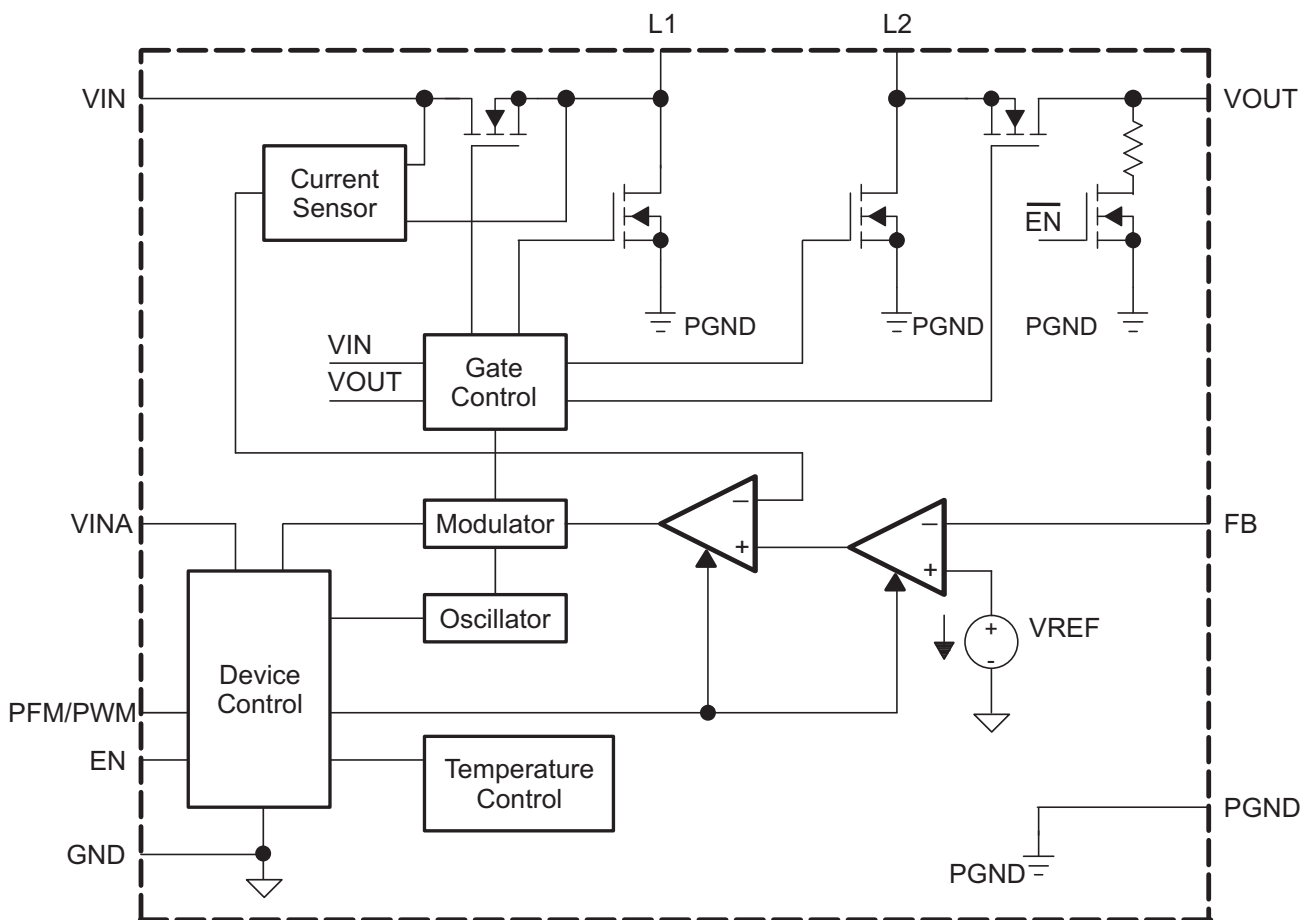 L1
L2
VIN
VOUT
Current
Sensor
E̅N̅
PGND
PGND
PGND
VIN
VOUT
Gate
Control
VINA
Modulator
–
+
–
+
FB
Oscillator
+
-
VREF
Device
Control
PFM/PWM
EN
Temperature
Control
GND
PGND
PGND